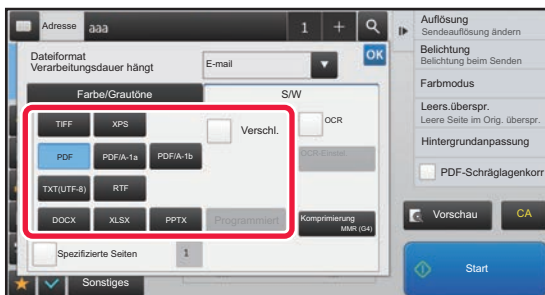 Adresse aaa 1 +
Dateiformat
Verarbeitungsdauer hängt
E-mail
OK
Farbe/Grautöne
S/W
TIFF XPS
Verschl.
OCR
PDF PDF/A-1a PDF/A-1b
OCR-Einstel
TXT(UTF-8) RTF
DOCX XLSX PPTX
Programmiert
Komprimierung
MMR (G4)
Spezifizierte Seiten 1
Sonstiges
Auflösung
Sendeauflösung ändern
Belichtung
Belichtung beim Senden
Farbmodus
Leers.überspr.
Leere Seite im Orig. überspr.
Hintergrundanpassung
PDF-Schräglagenkorr
Vorschau
CA
Start